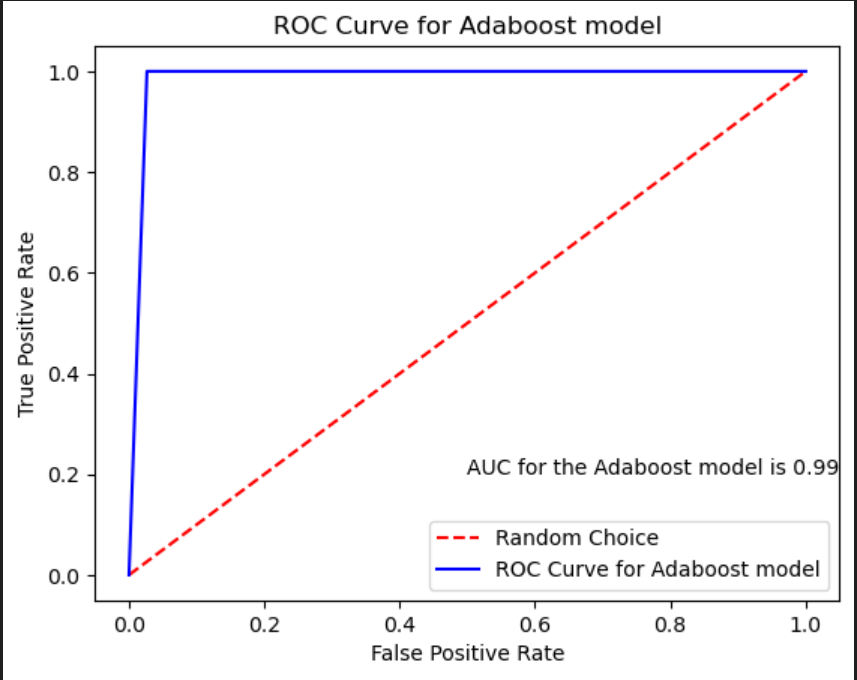 ROC Curve for Adaboost model
1.0
0.8
0.6
0.4
0.2
0.0
True Positive Rate
AUC for the Adaboost model is 0.99
Random Choice
ROC Curve for Adaboost model
0.0 0.2 0.4 0.6 0.8 1.0
False Positive Rate